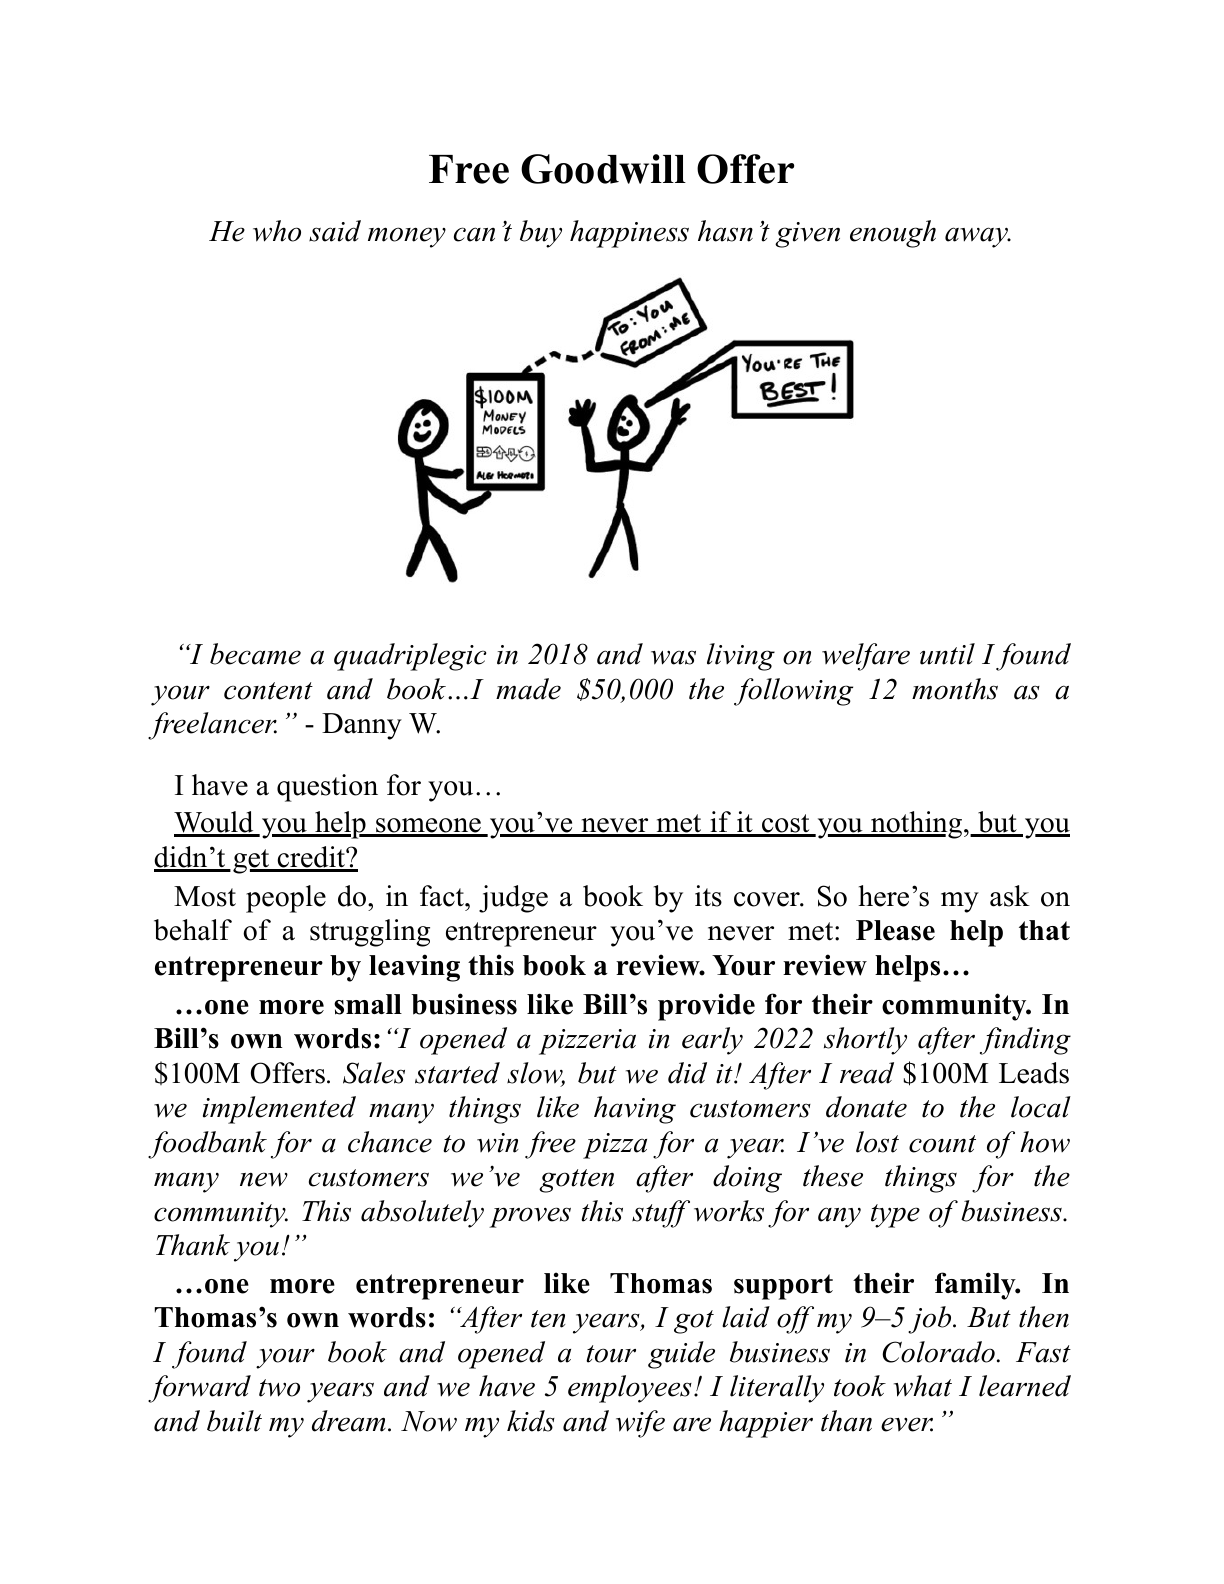 Free Goodwill Offer
He who said money can’t buy happiness hasn’t given enough away.
To: You
From: Me
You're The
Best!
$100M
Money
Models
Alex Hormozi
“I became a quadriplegic in 2018 and was living on welfare until I found
your content and book…I made $50,000 the following 12 months as a
freelancer.” - Danny W.
I have a question for you…
Would you help someone you’ve never met if it cost you nothing, but you
didn’t get credit?
Most people do, in fact, judge a book by its cover. So here’s my ask on
behalf of a struggling entrepreneur you’ve never met: Please help that
entrepreneur by leaving this book a review. Your review helps…
…one more small business like Bill’s provide for their community. In
Bill’s own words: “I opened a pizzeria in early 2022 shortly after finding
$100M Offers. Sales started slow, but we did it! After I read $100M Leads
we implemented many things like having customers donate to the local
foodbank for a chance to win free pizza for a year. I’ve lost count of how
many new customers we’ve gotten after doing these things for the
community. This absolutely proves this stuff works for any type of business.
Thank you!”
…one more entrepreneur like Thomas support their family. In
Thomas’s own words: “After ten years, I got laid off my 9–5 job. But then
I found your book and opened a tour guide business in Colorado. Fast
forward two years and we have 5 employees! I literally took what I learned
and built my dream. Now my kids and wife are happier than ever.”